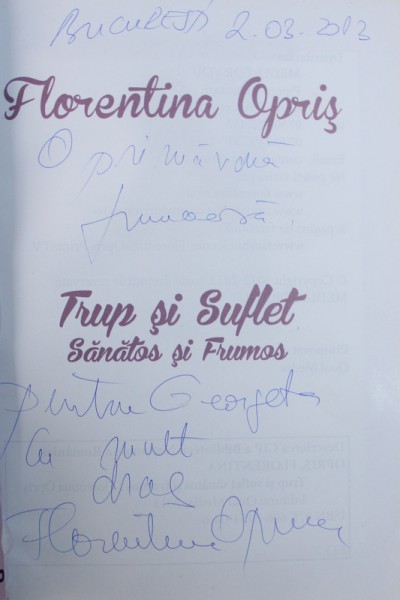 BUCUREȘTI 2.03.2013
Florentina Opriș
O primăvară
frumoasă.
Trup și Suflet
Sănătos și Frumos
Pentru Georgeta
Cu mult
drag
Florentina Opriș